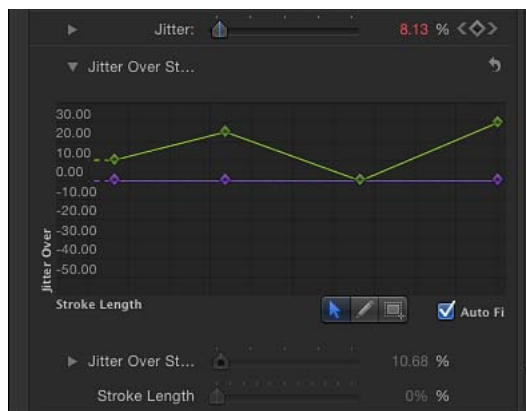 Jitter: 8.13 %
Jitter Over St...
30.00
20.00
10.00
0.00
-10.00
-20.00
-30.00
-40.00
-50.00
Jitter Over
Stroke Length
Auto Fi
Jitter Over St... 10.68 %
Stroke Length 0% %